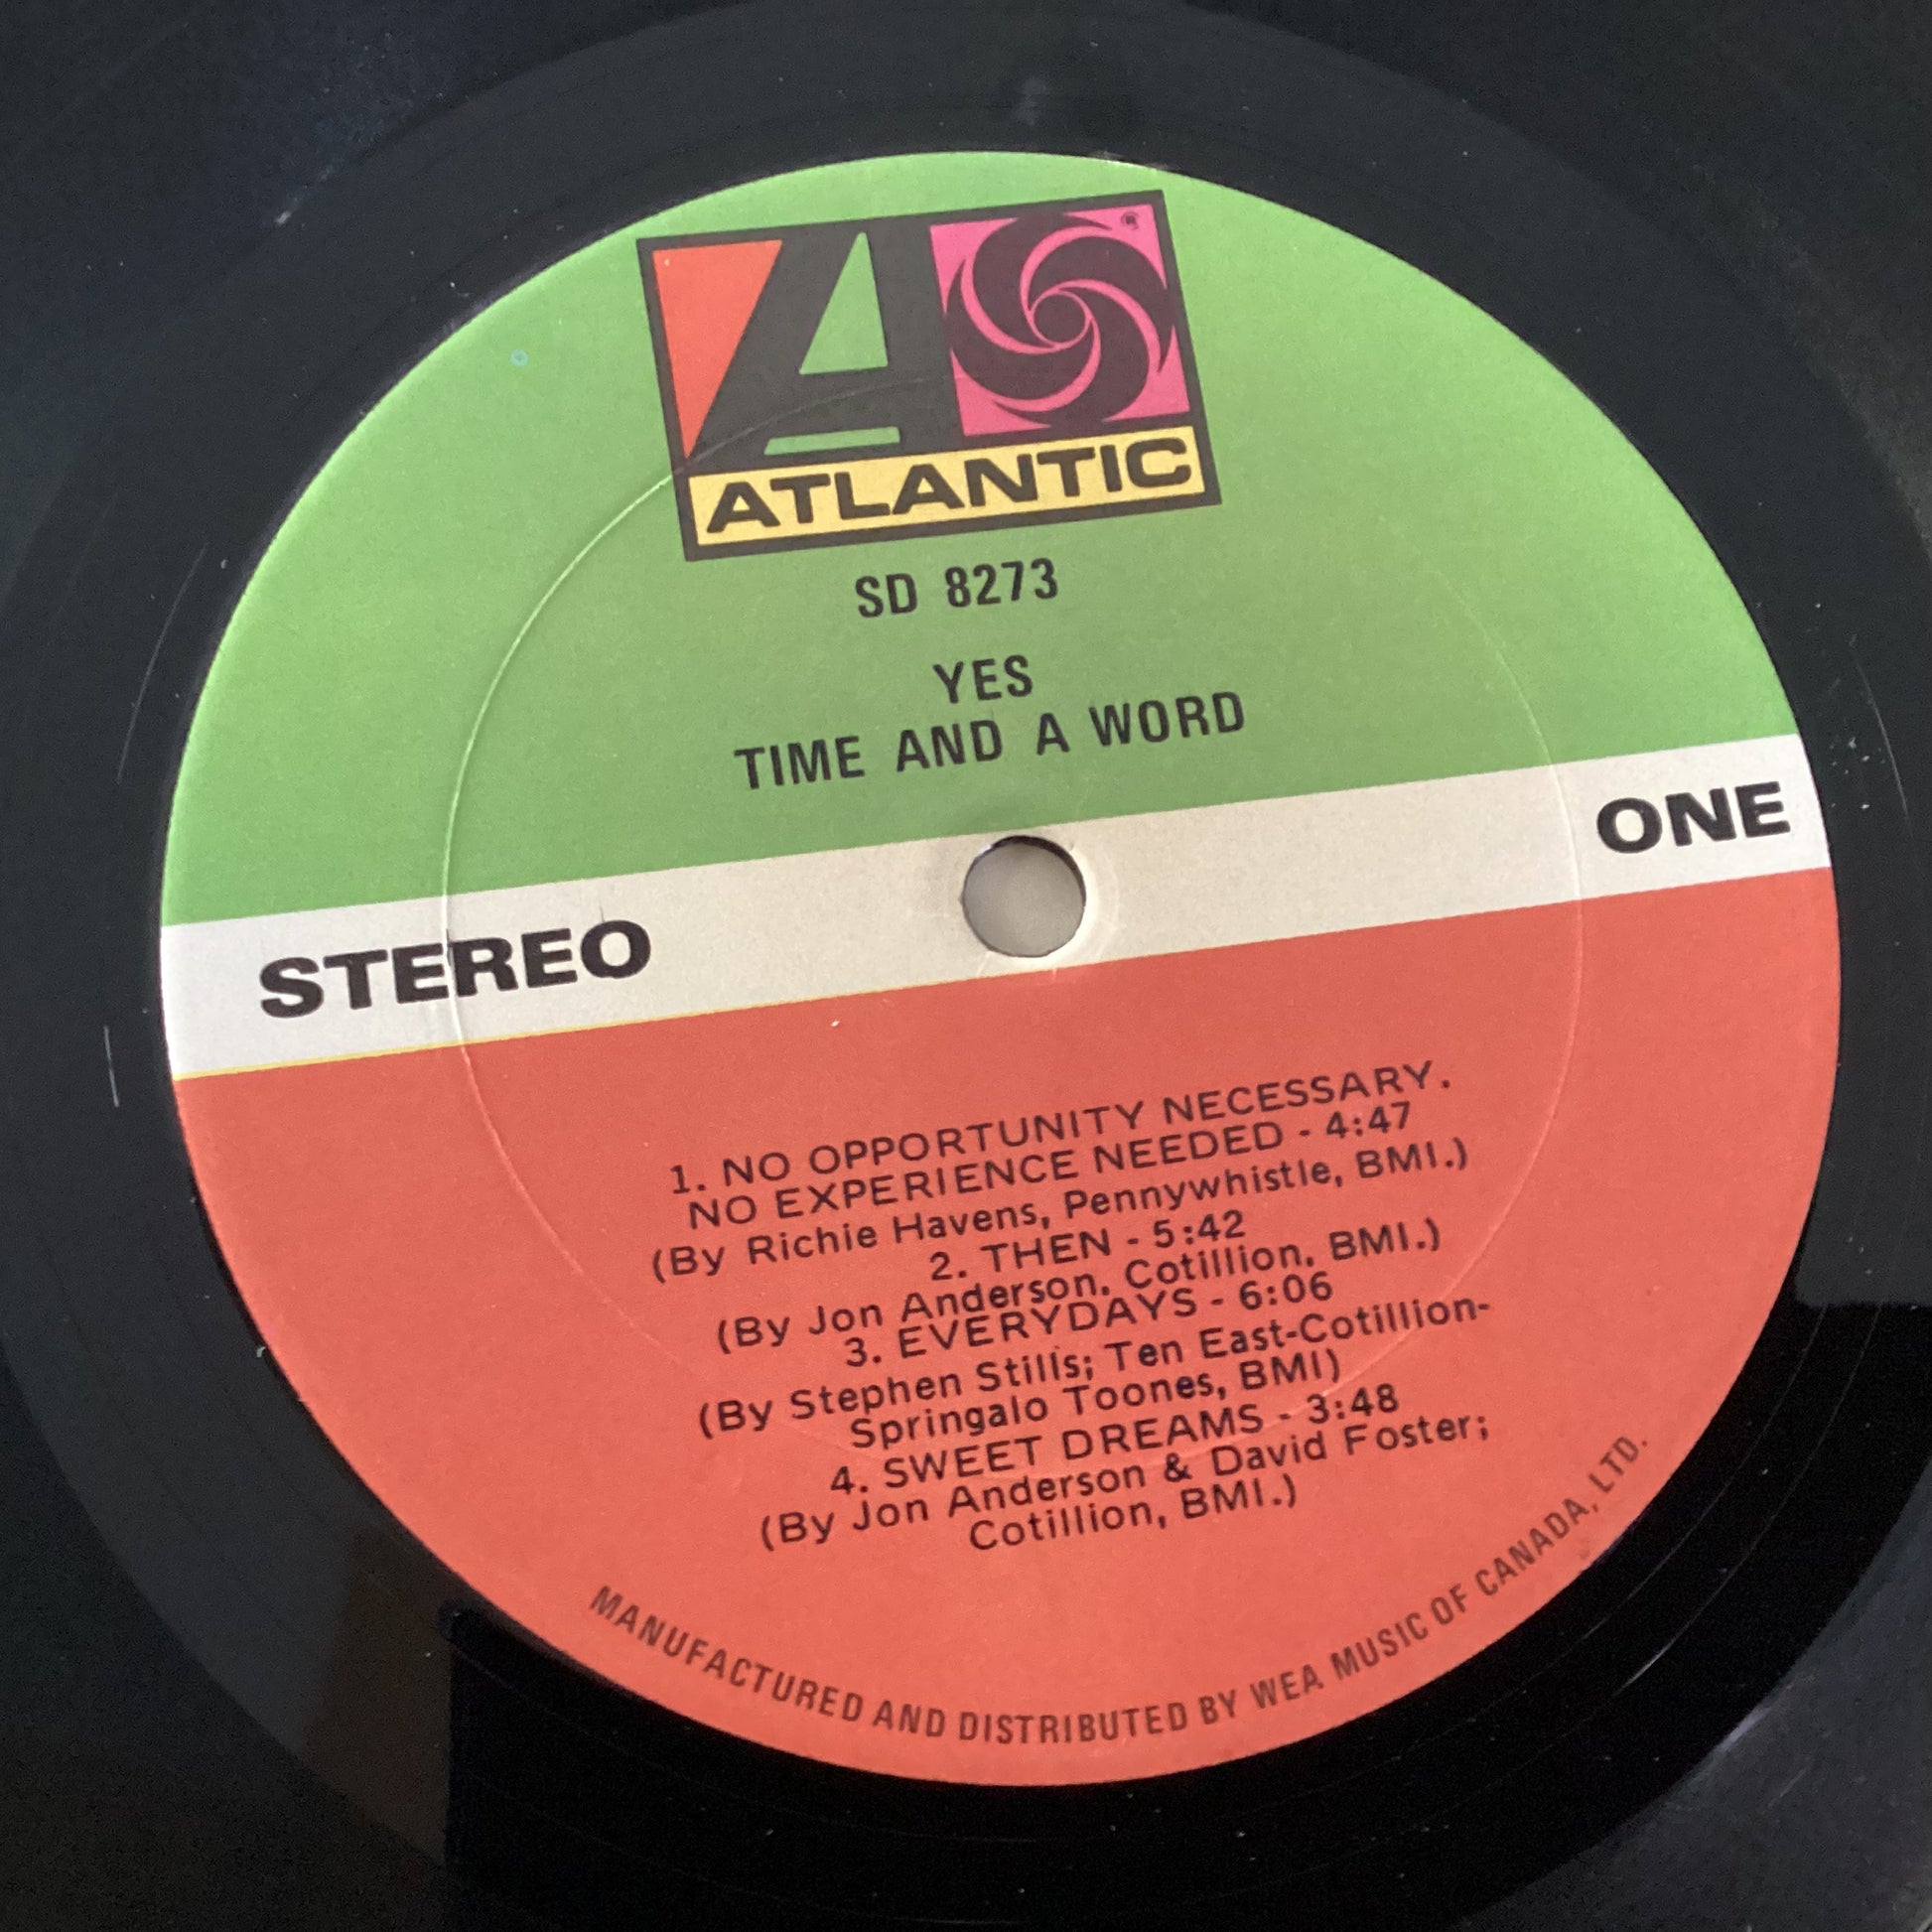 A
®
ATLANTIC
SD 8273
YES
TIME AND A WORD
STEREO
ONE
1. NO OPPORTUNITY NECESSARY.
NO EXPERIENCE NEEDED - 4:47
(By Richie Havens, Pennywhistle, BMI.)
2. THEN - 5:42
(By Jon Anderson. Cotillion, BMI.)
3. EVERYDAYS - 6:06
(By Stephen Stills; Ten East-Cotillion-
Springalo Toones, BMI)
4. SWEET DREAMS - 3:48
(By Jon Anderson & David Foster;
Cotillion, BMI.)
MANUFACTURED AND DISTRIBUTED BY WEA MUSIC OF CANADA, LTD.